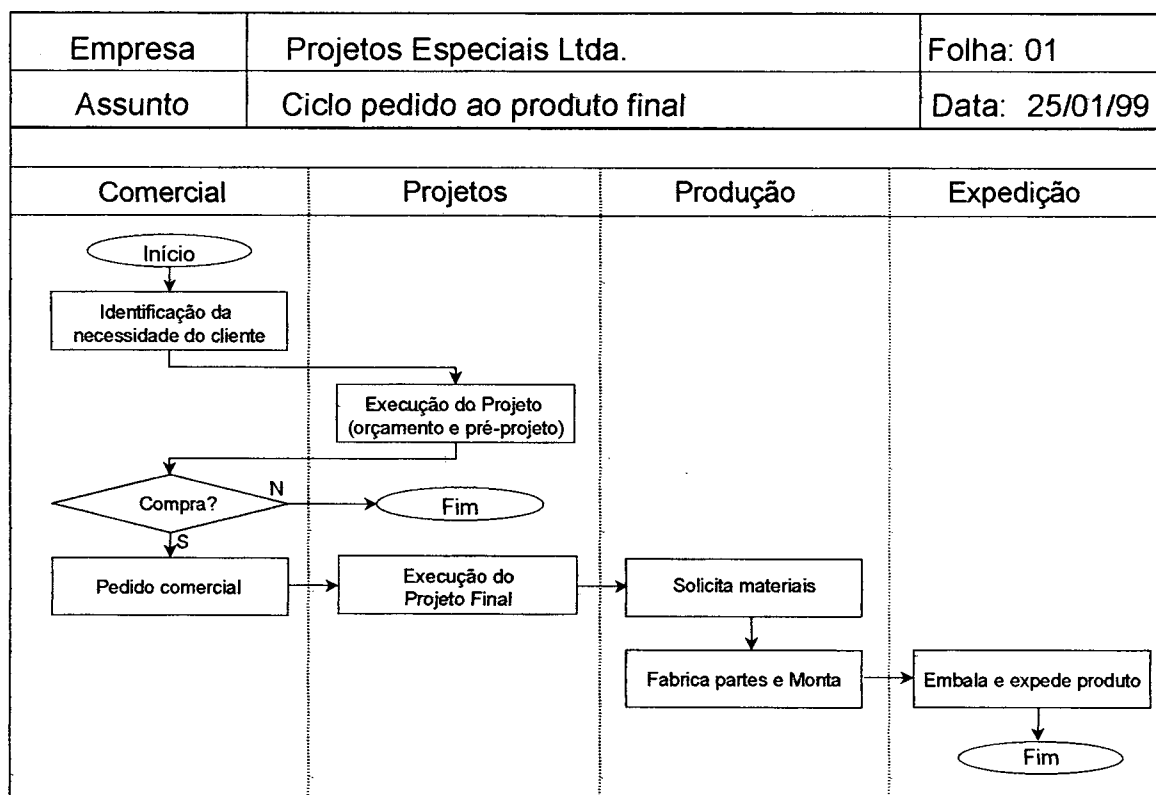 Empresa Projetos Especiais Ltda. Folha: 01
Assunto Ciclo pedido ao produto final Data: 25/01/99
Comercial Projetos Produção Expedição
Início
Identificação da
necessidade do cliente
Execução do Projeto
(orçamento e pré-projeto)
Compra? N Fim
S
Pedido comercial
Execução do
Projeto Final
Solicita materiais
Fabrica partes e Monta Embala e expede produto
Fim